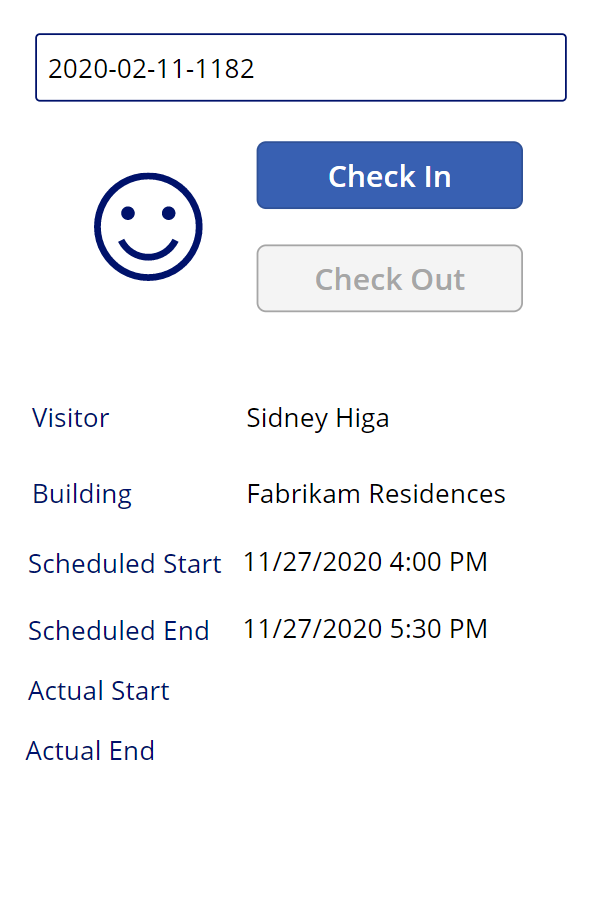 2020-02-11-1182
Check In
Check Out
Visitor Sidney Higa
Building Fabrikam Residences
Scheduled Start 11/27/2020 4:00 PM
Scheduled End 11/27/2020 5:30 PM
Actual Start
Actual End